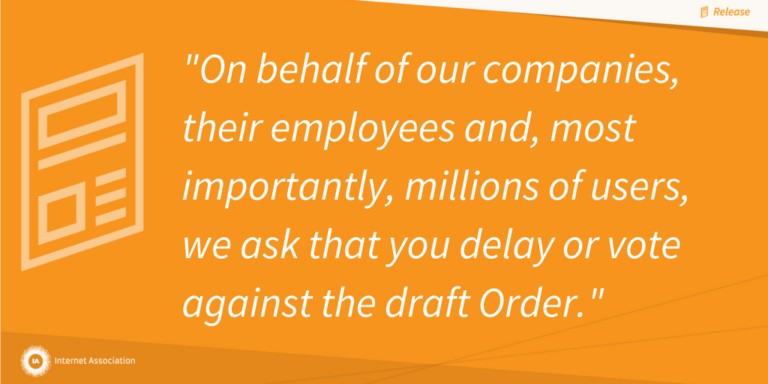 Release
"On behalf of our companies,
their employees and, most
importantly, millions of users,
we ask that you delay or vote
against the draft Order."
IA
Internet Association